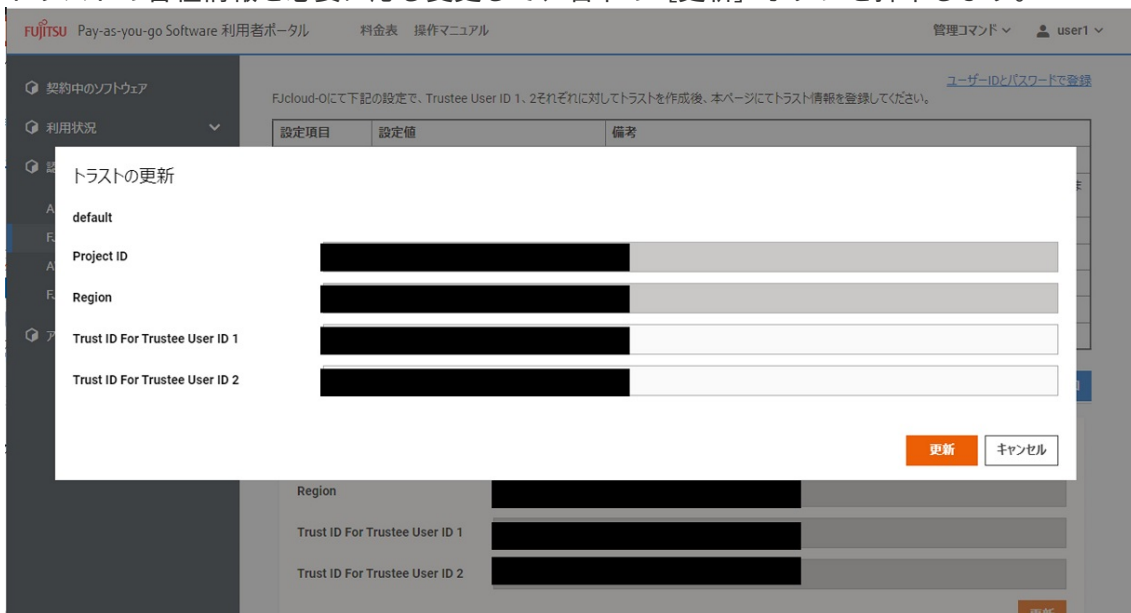 FUJITSU Pay-as-you-go Software 利用者ポータル 料金表 操作マニュアル 管理コマンド user1
契約中のソフトウェア
ユーザーIDとパスワードで登録
FJcloud-Oにて下記の設定で、Trustee User ID 1、2それぞれに対してトラストを作成後、本ページにてトラスト情報を登録してください。
利用状況
設定項目 設定値 備考
トラストの更新
default
Project ID
Region
Trust ID For Trustee User ID 1
Trust ID For Trustee User ID 2
更新 キャンセル
Region
Trust ID For Trustee User ID 1
Trust ID For Trustee User ID 2
更新